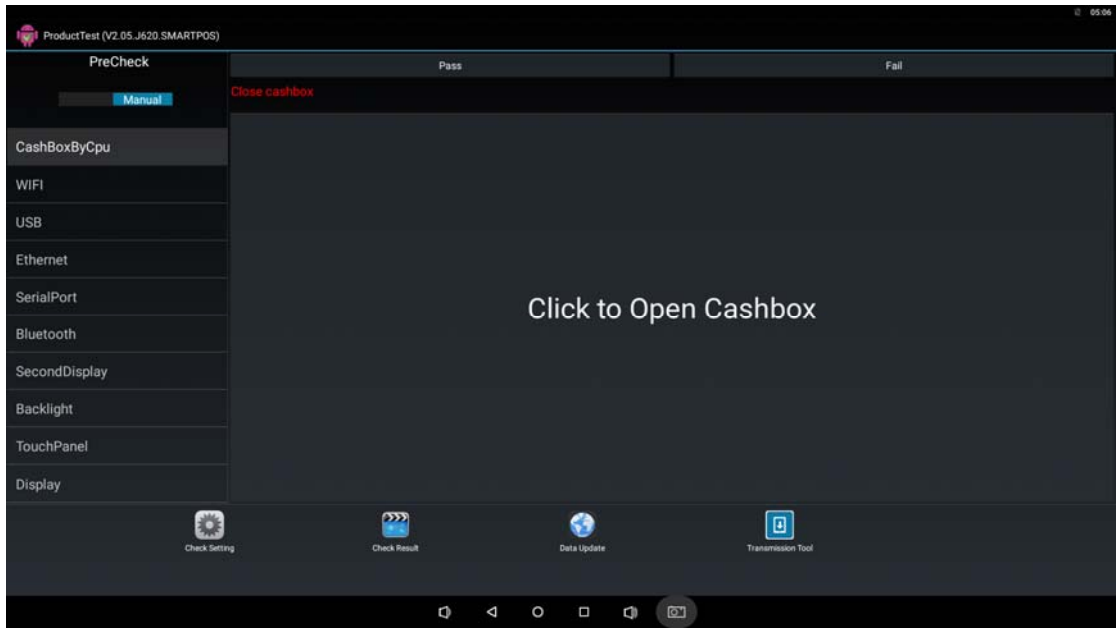 05:06
ProductTest (V2.05.J620.SMARTPOS)
PreCheck
Manual
Pass
Fail
Close cashbox
CashBoxByCpu
WIFI
USB
Ethernet
SerialPort
Bluetooth
SecondDisplay
Backlight
TouchPanel
Display
Click to Open Cashbox
Check Setting
Check Result
Data Update
Transmission Tool